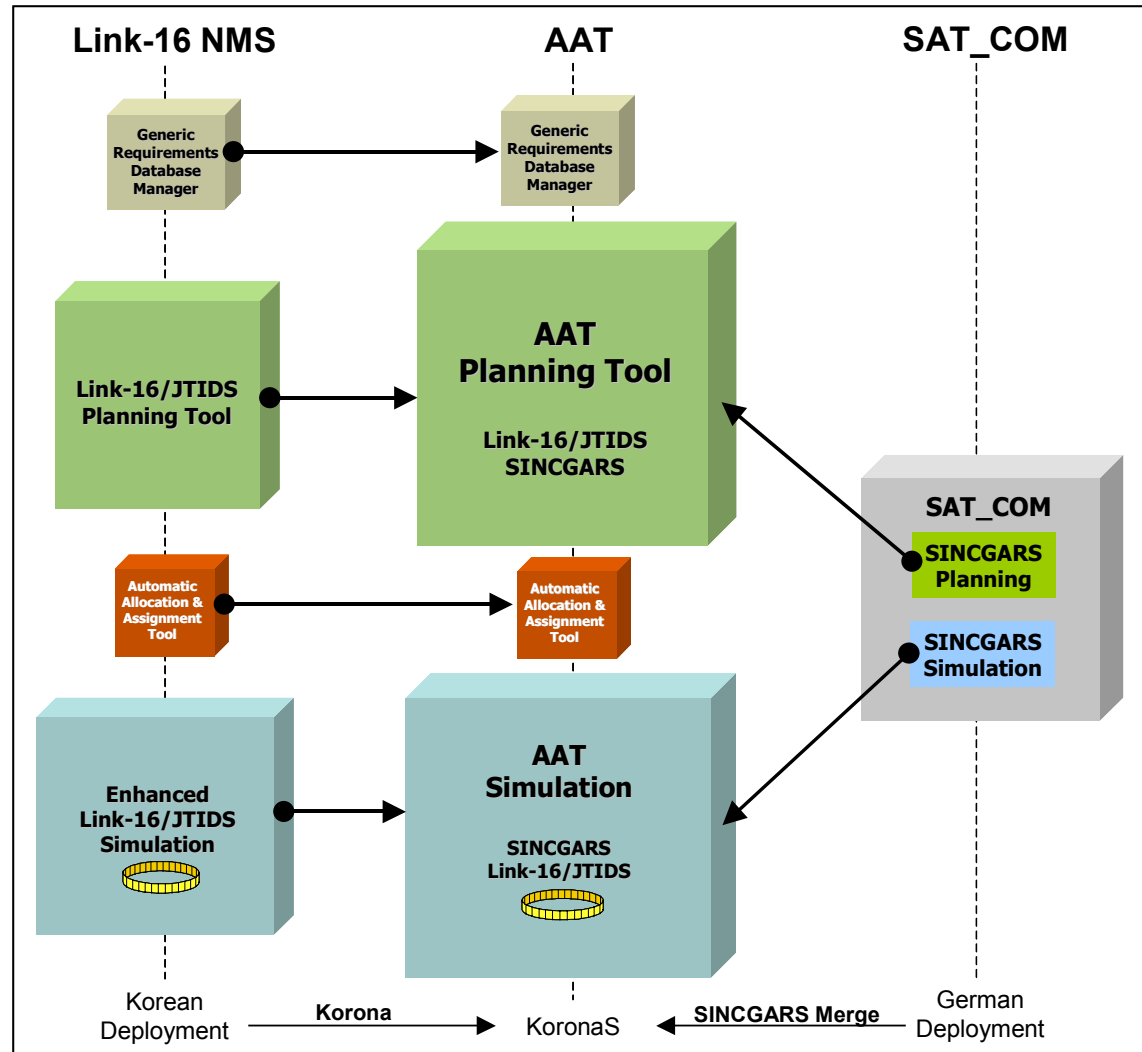 Link-16 NMS
AAT
SAT_COM
Generic
Requirements
Database
Manager
Generic
Requirements
Database
Manager
Link-16/JTIDS
Planning Tool
AAT
Planning Tool
Link-16/JTIDS
SINCGARS
SAT_COM
SINCGARS
Planning
SINCGARS
Simulation
Automatic
Allocation &
Assignment
Tool
Automatic
Allocation &
Assignment
Tool
Enhanced
Link-16/JTIDS
Simulation
AAT
Simulation
SINCGARS
Link-16/JTIDS
Korean
Deployment
Korona
KoronaS
SINCGARS Merge
German
Deployment